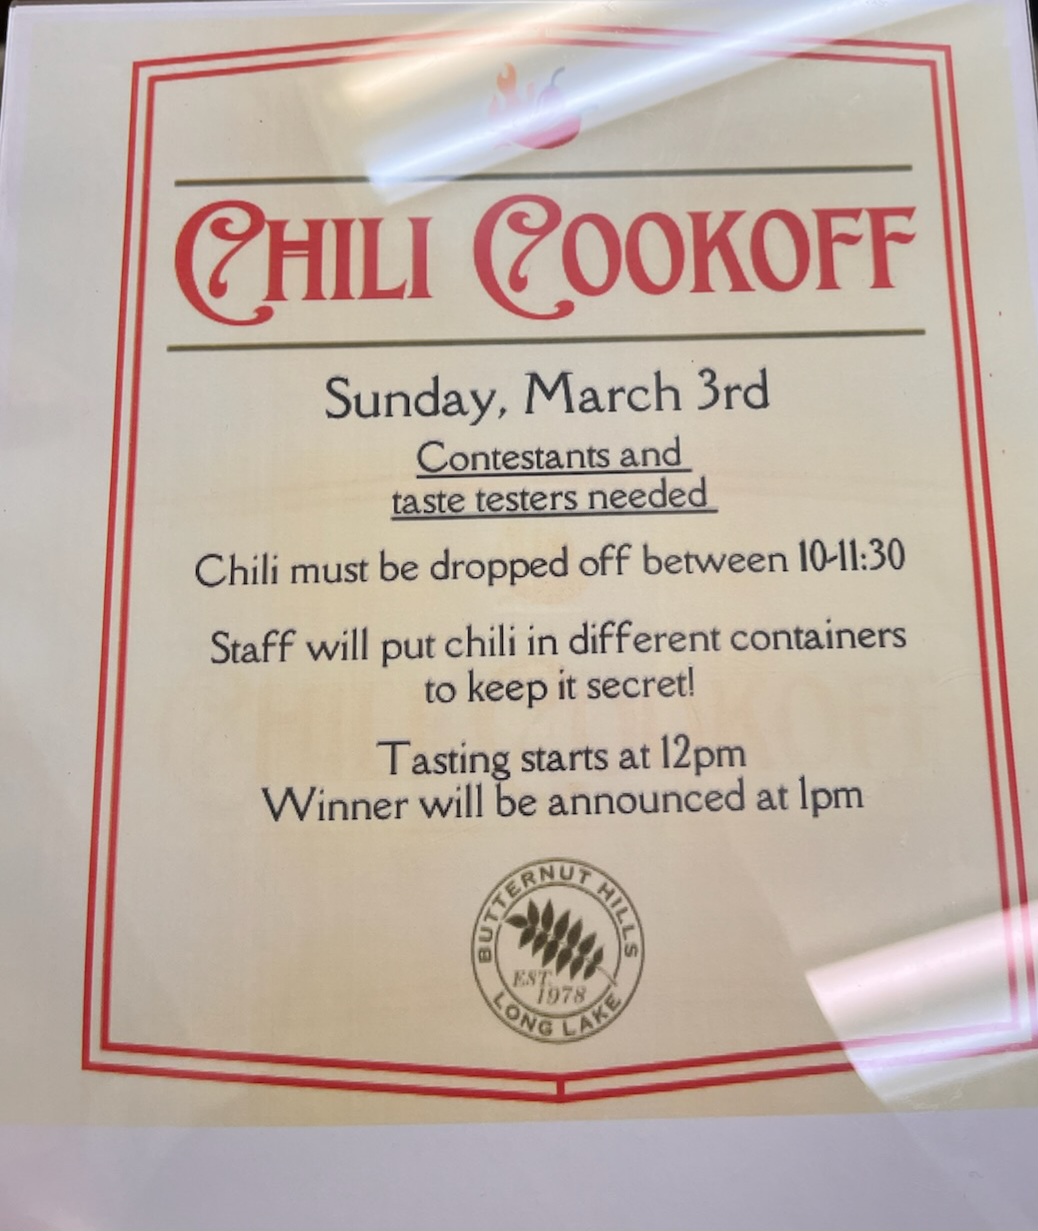 CHILI COOKOFF
Sunday, March 3rd
Contestants and
taste testers needed
Chili must be dropped off between 10-11:30
Staff will put chili in different containers
to keep it secret!
Tasting starts at 12pm
Winner will be announced at 1pm
BUTTERNUT HILLS
EST.
1978
LONG LAKE